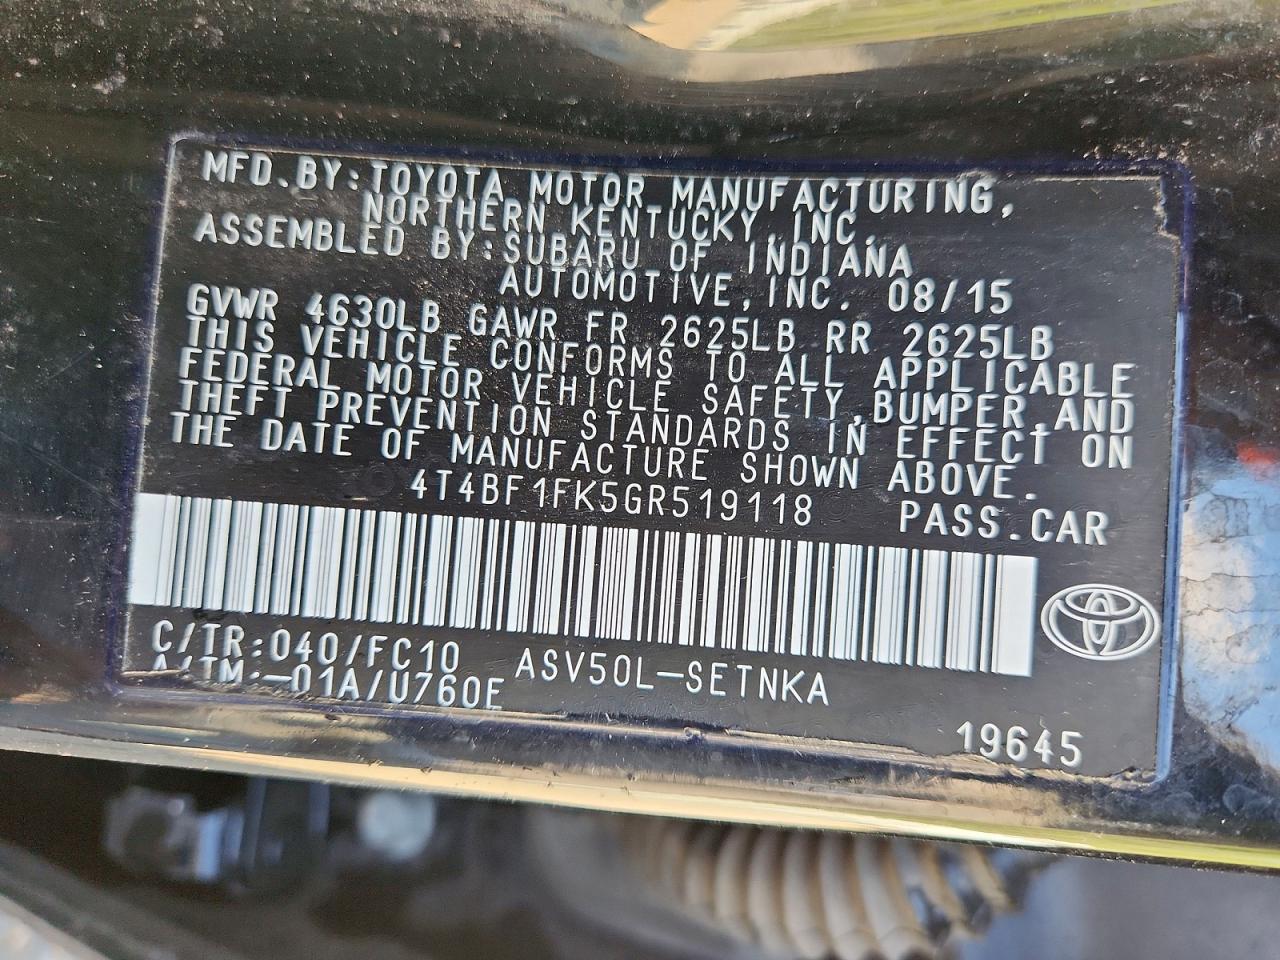 MFD.BY:TOYOTA MOTOR MANUFACTURING,
NORTHERN KENTUCKY,INC.
ASSEMBLED BY:SUBARU OF INDIANA
AUTOMOTIVE,INC. 08/15
GVWR 4630LB GAWR FR 2625LB RR 2625LB
THIS VEHICLE CONFORMS TO ALL APPLICABLE
FEDERAL MOTOR VEHICLE SAFETY,BUMPER,AND
THEFT PREVENTION STANDARDS IN EFFECT ON
THE DATE OF MANUFACTURE SHOWN ABOVE.
4T4BF1FK5GR519118 PASS.CAR
C/TR:040/FC10 ASV50L-SETNKA
A/TM:-01A/U760E
19645